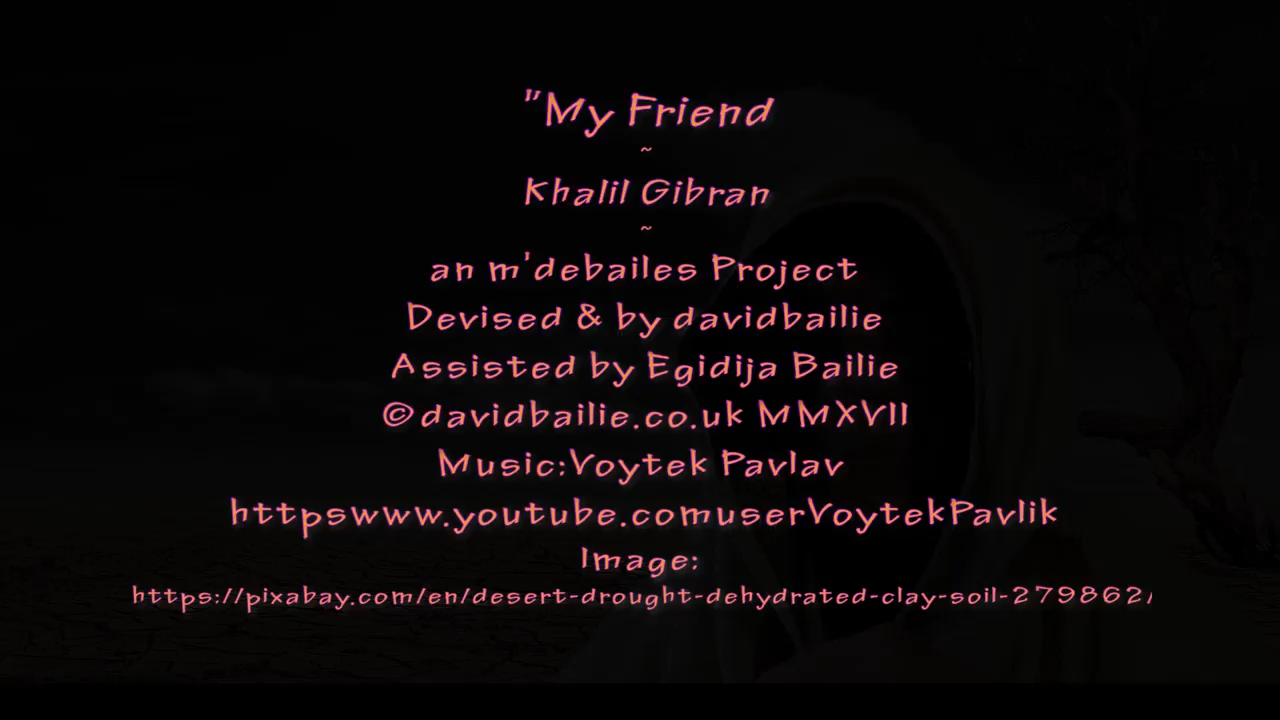 "My Friend
~
Khalil Gibran
~
an m'debailes Project
Devised & by davidbailie
Assisted by Egidija Bailie
©davidbailie.co.uk MMXVII
Music:Voytek Pavlav
httpswww.youtube.comuserVoytekPavlik
Image:
https://pixabay.com/en/desert-drought-dehydrated-clay-soil-279862/